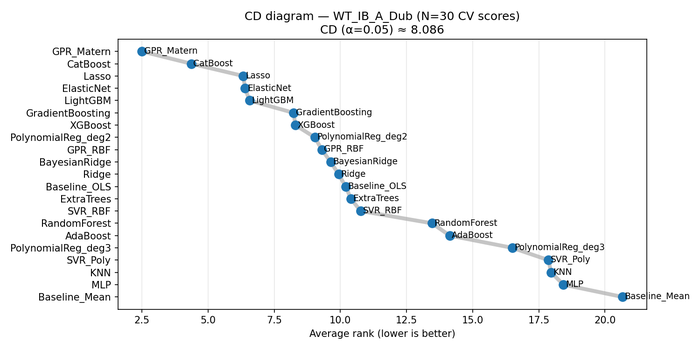 CD diagram — WT_IB_A_Dub (N=30 CV scores)
CD (α=0.05) ≈ 8.086
GPR_Matern GPR_Matern
CatBoost CatBoost
Lasso Lasso
ElasticNet ElasticNet
LightGBM LightGBM
GradientBoosting GradientBoosting
XGBoost XGBoost
PolynomialReg_deg2 PolynomialReg_deg2
GPR_RBF GPR_RBF
BayesianRidge BayesianRidge
Ridge Ridge
Baseline_OLS Baseline_OLS
ExtraTrees ExtraTrees
SVR_RBF SVR_RBF
RandomForest RandomForest
AdaBoost AdaBoost
PolynomialReg_deg3 PolynomialReg_deg3
SVR_Poly SVR_Poly
KNN KNN
MLP MLP
Baseline_Mean Baseline_Mean
2.5 5.0 7.5 10.0 12.5 15.0 17.5 20.0
Average rank (lower is better)